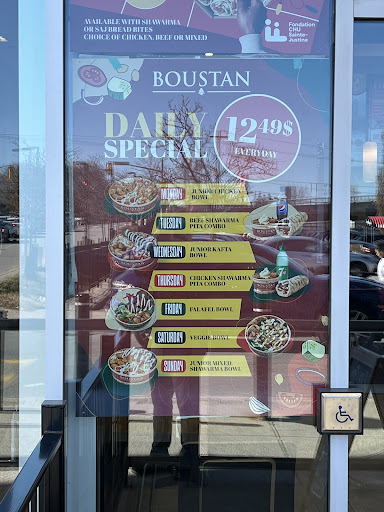 VAILABLE WITH SHAWARMA
OR SAJ BREAD BITES
CHOICE OF CHICKEN, BEEF OR MIXED
Fondation
CHU
Sainte-
Justine
BOUSTAN
DAILY
SPECIAL
12 49$
EVERYDAY
MONDAY
JUNIOR CHICKEN
BOWL
TUESDAY
BEEF SHAWARMA
PITA COMBO
WEDNESDAY
JUNIOR KAFTA
BOWL
THURSDAY
CHICKEN SHAWARMA
PITA COMBO
FRIDAY
FALAFEL BOWL
SATURDAY
VEGGIE BOWL
SUNDAY
JUNIOR MIXED
SHAWARMA BOWL